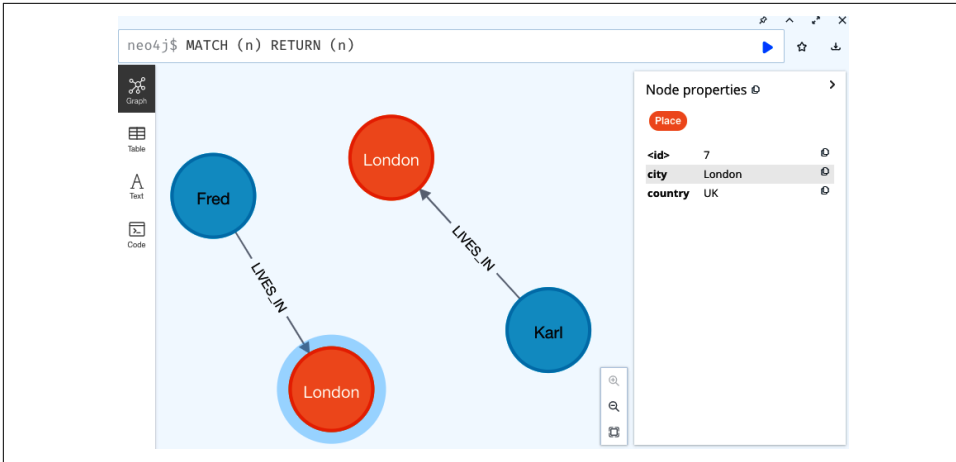 neo4j$ MATCH (n) RETURN (n)
Graph
Table
Text
Code
Fred
London
LIVES_IN
LIVES_IN
Karl
London
Node properties
Place
<id> 7
city London
country UK